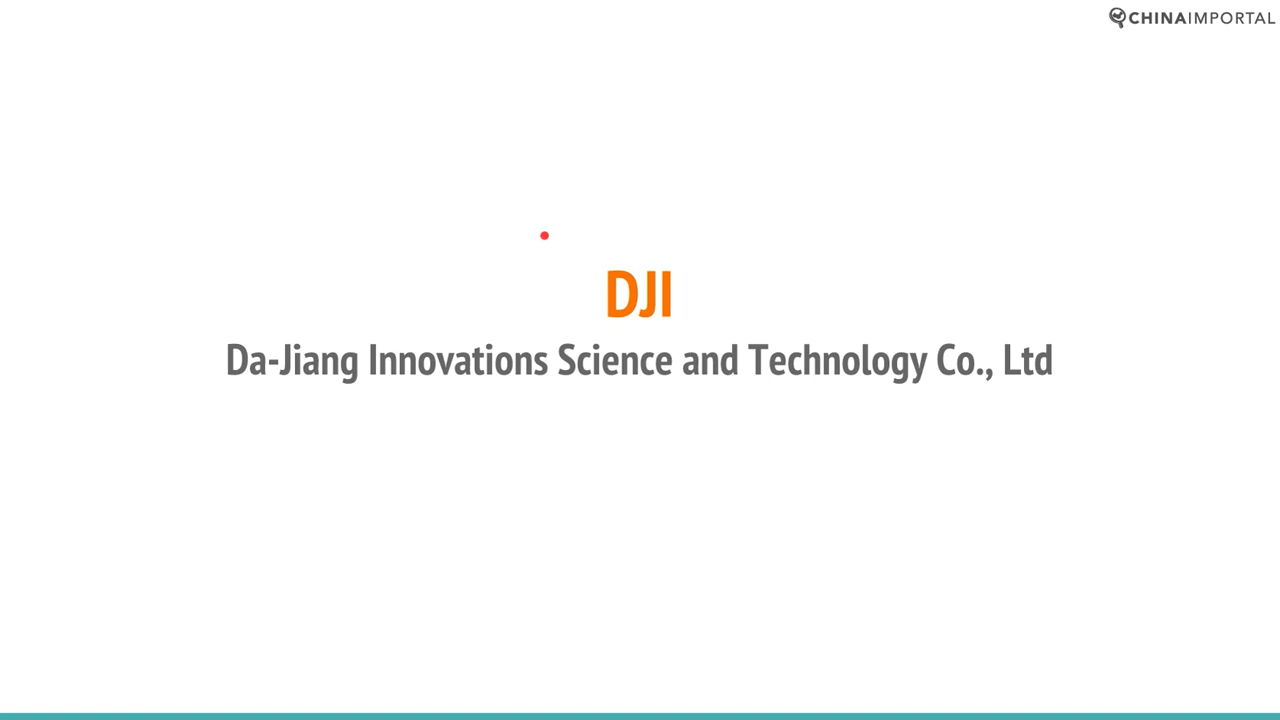 CHINAIMPORTAL
DJI
Da-Jiang Innovations Science and Technology Co., Ltd